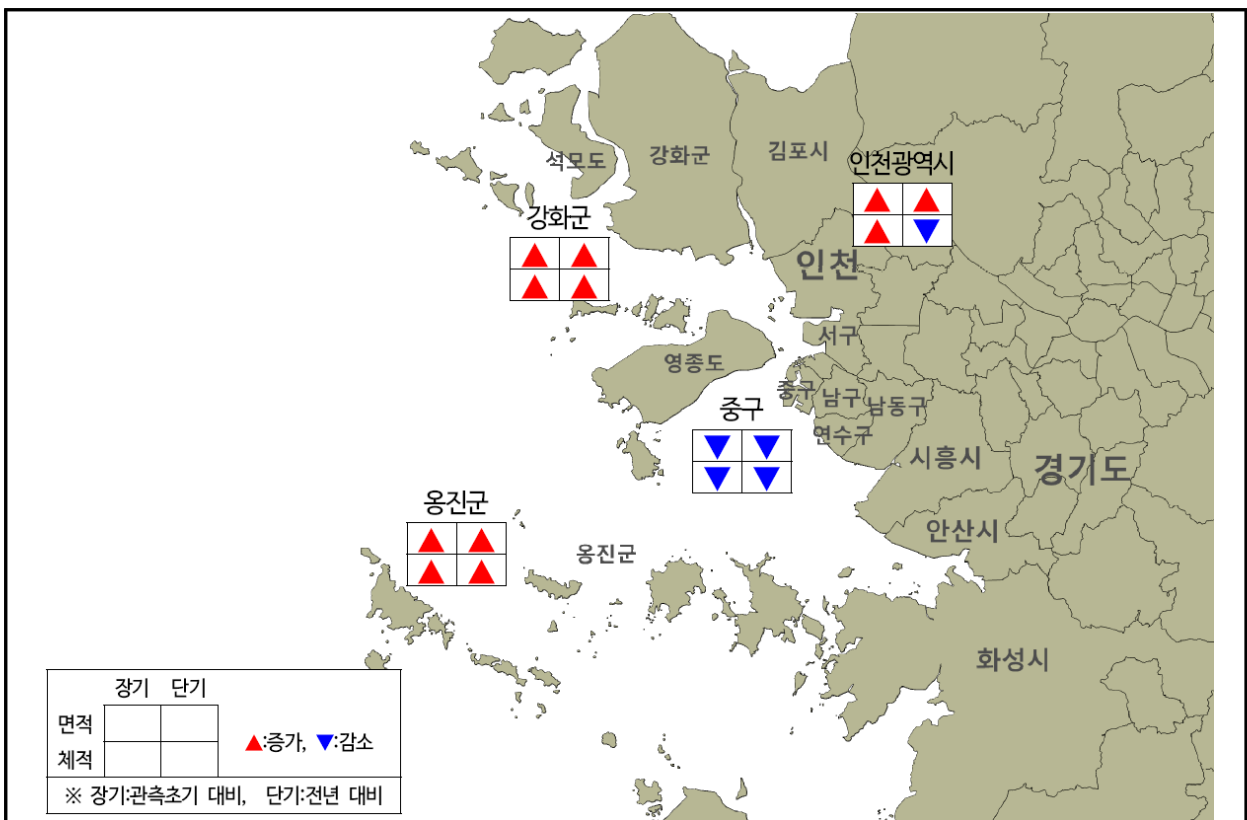 석모도
강화군
김포시
인천광역시
▲ ▲
▲ ▼
강화군
▲ ▲
▲ ▲
인천
서구
영종도
중구
남구
남동구
연수구
중구
▼ ▼
▼ ▼
시흥시
경기도
옹진군
▲ ▲
▲ ▲
안산시
옹진군
화성시
장기 단기
면적
체적
▲:증가, ▼:감소
※ 장기:관측초기 대비, 단기:전년 대비